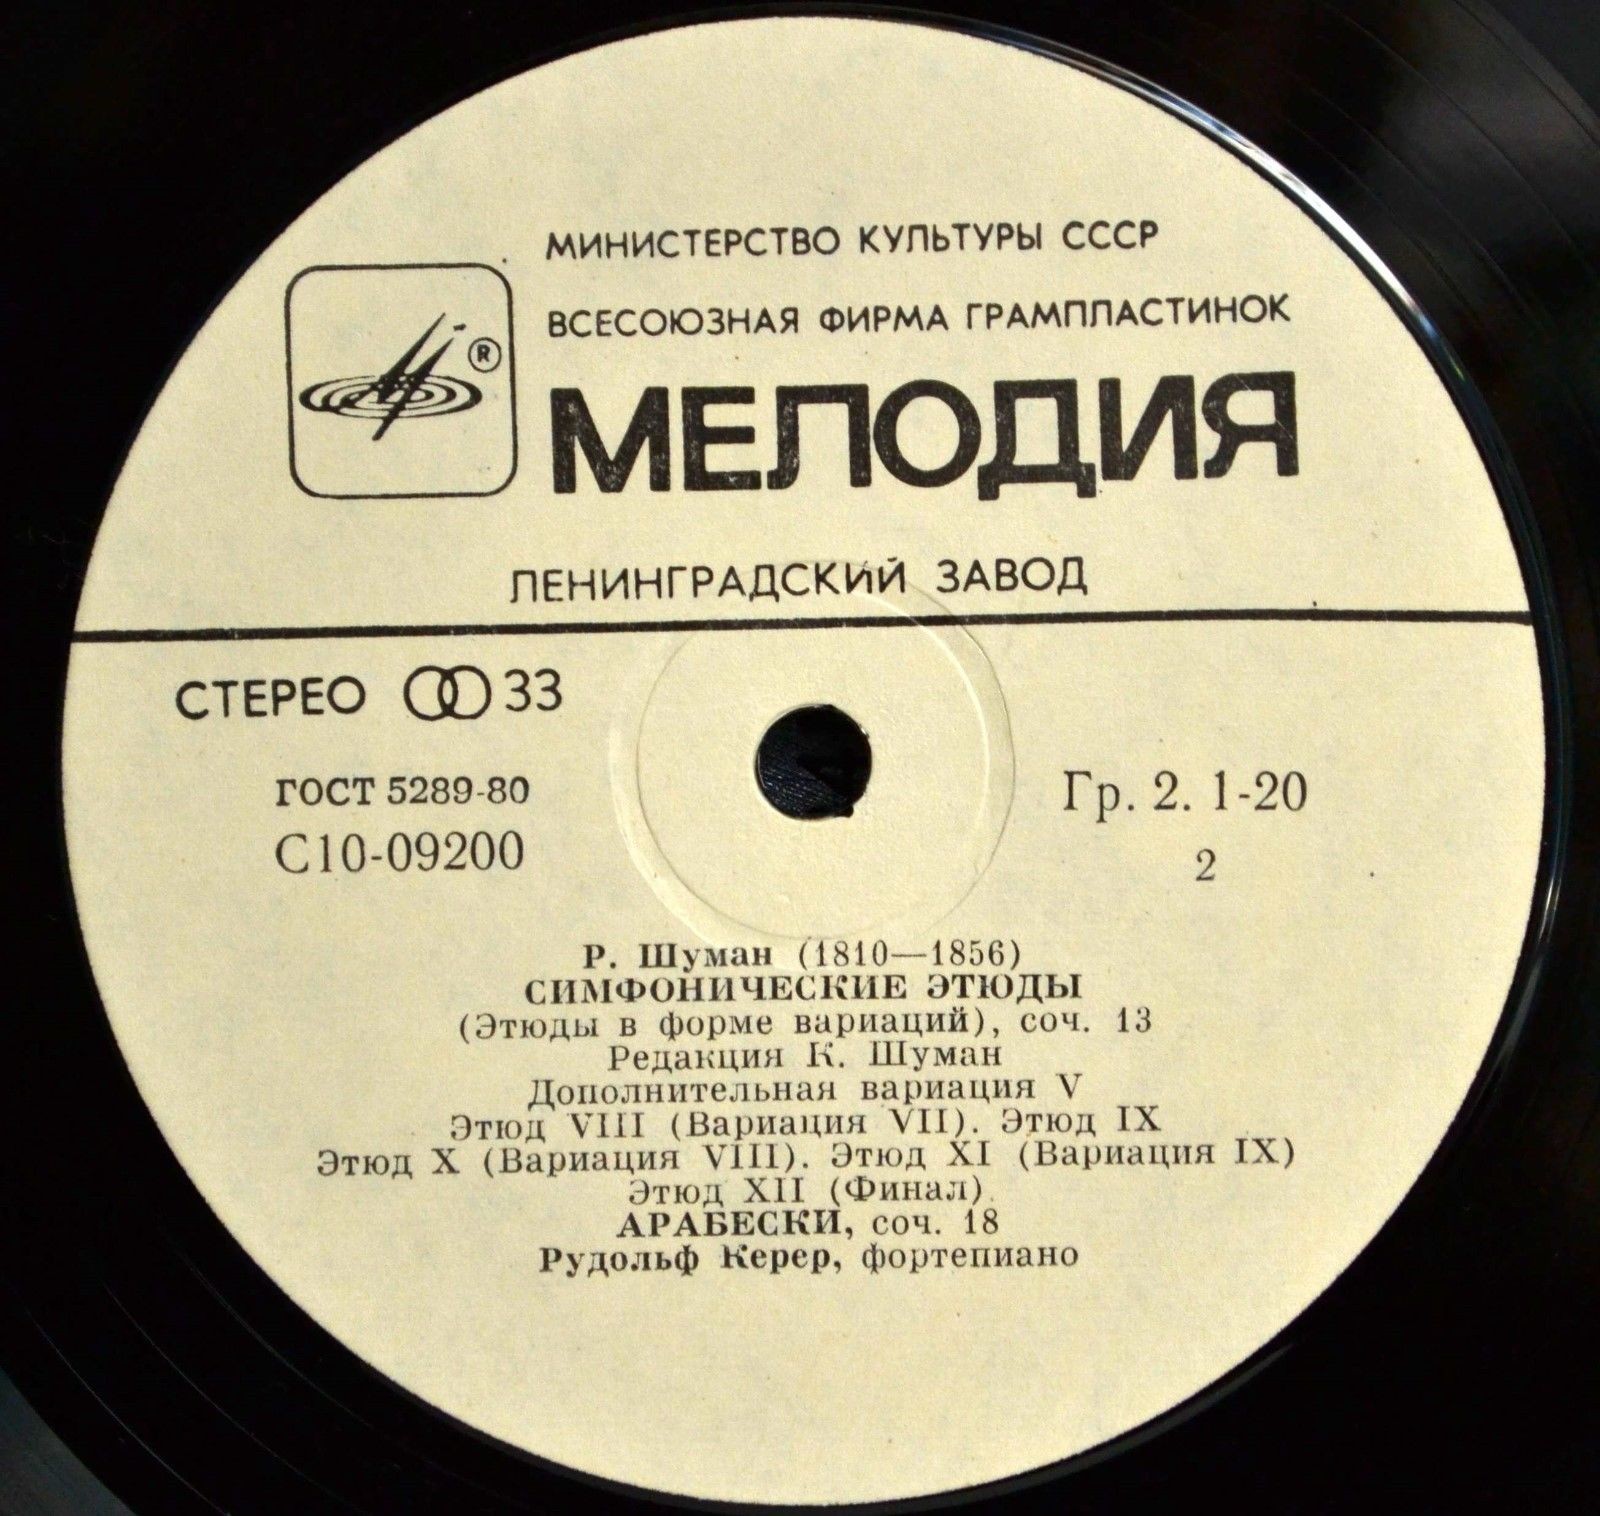 МИНИСТЕРСТВО КУЛЬТУРЫ СССР
ВСЕСОЮЗНАЯ ФИРМА ГРАМПЛАСТИНОК
®
МЕЛОДИЯ
ЛЕНИНГРАДСКИЙ ЗАВОД
СТЕРЕО 33
ГОСТ 5289-80
С10-09200
Гр. 2. 1-20
2
Р. Шуман (1810—1856)
СИМФОНИЧЕСКИЕ ЭТЮДЫ
(Этюды в форме вариаций), соч. 13
Редакция К. Шуман
Дополнительная вариация V
Этюд VIII (Вариация VII). Этюд IX
Этюд X (Вариация VIII). Этюд XI (Вариация IX)
Этюд XII (Финал)
АРАБЕСКИ, соч. 18
Рудольф Керер, фортепиано